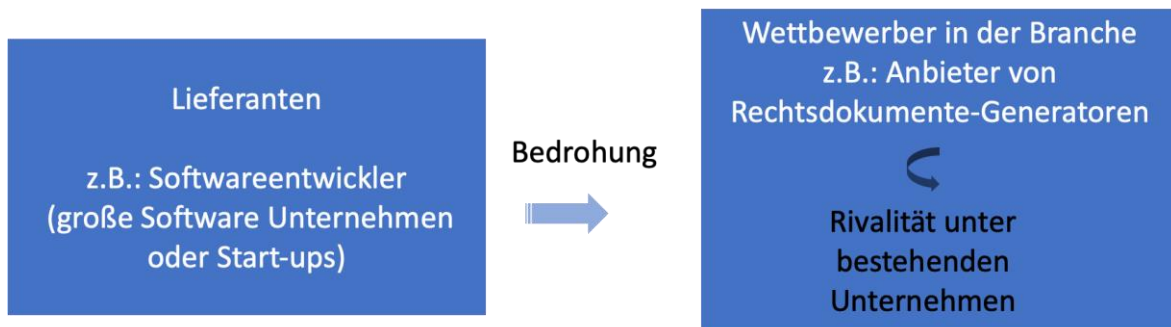 Lieferanten
z.B.: Softwareentwickler
(große Software Unternehmen
oder Start-ups)
Bedrohung
Wettbewerber in der Branche
z.B.: Anbieter von
Rechtsdokumente-Generatoren
Rivalität unter
bestehenden
Unternehmen